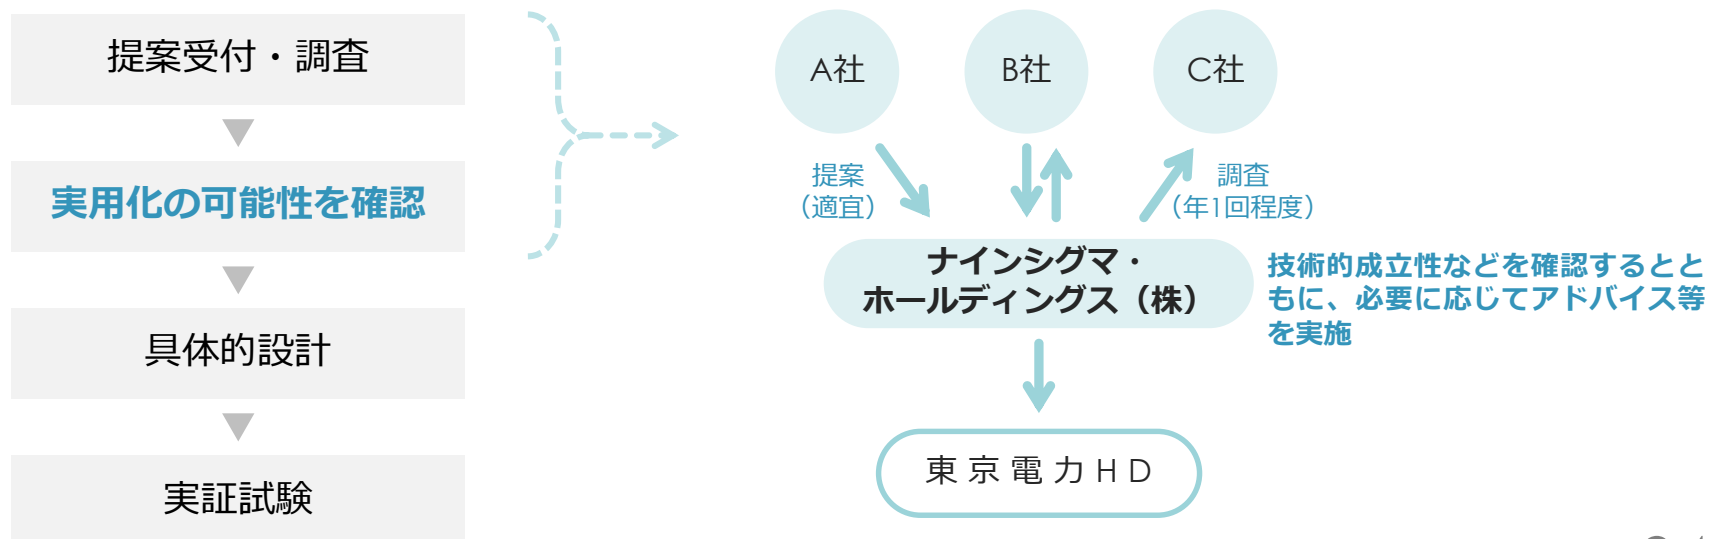 提案受付・調査
実用化の可能性を確認
具体的設計
実証試験
A社
B社
C社
提案
（適宜）
調査
（年1回程度）
ナインシグマ・
ホールディングス（株）
技術的成立性などを確認するとと
もに、必要に応じてアドバイス等
を実施
東京電力HD